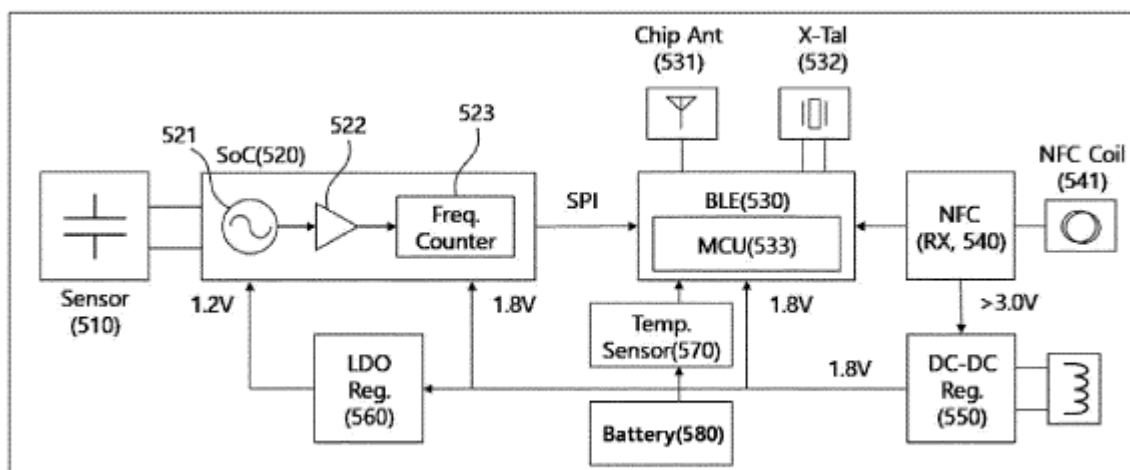 Chip Ant
(531)
X-Tal
(532)
521
522
523
SoC(520)
NFC Coil
(541)
Freq.
Counter
SPI
BLE(530)
MCU(533)
NFC
(RX, 540)
Sensor
(510)
1.2V
1.8V
1.8V
>3.0V
Temp.
Sensor(570)
LDO
Reg.
(560)
1.8V
DC-DC
Reg.
(550)
Battery(580)